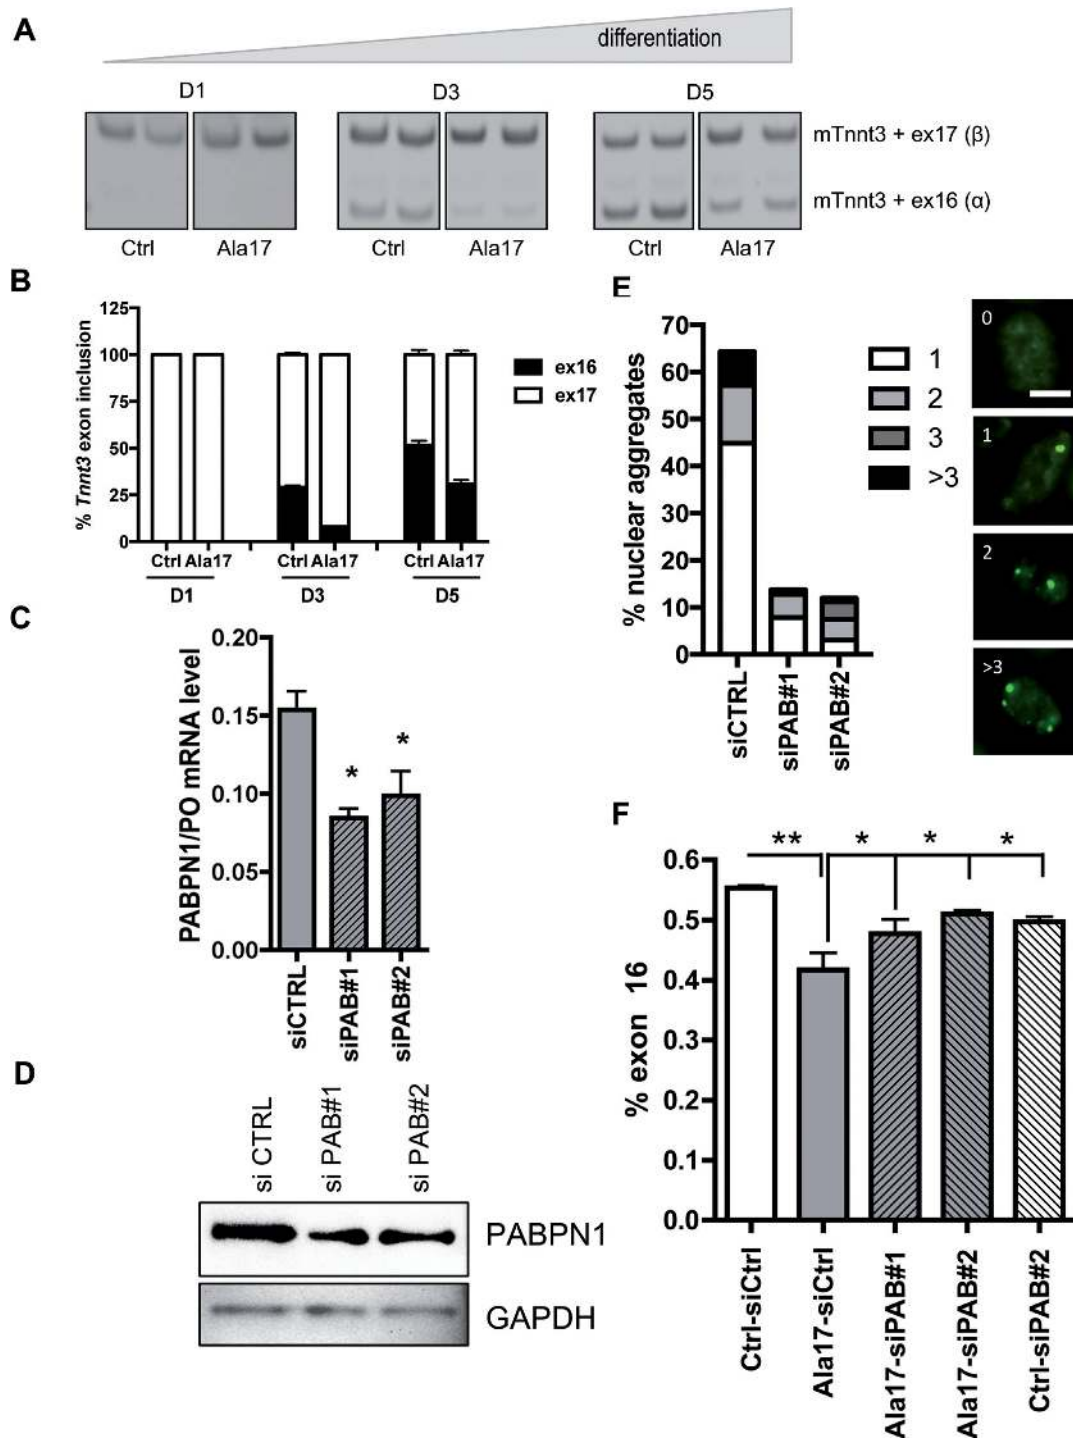 A
differentiation
D1
D3
D5
mTnnt3 + ex17 (β)
mTnnt3 + ex16 (α)
Ctrl
Ala17
Ctrl
Ala17
Ctrl
Ala17
B
% Tnnt3 exon inclusion
125
100
75
50
25
0
Ctrl Ala17
Ctrl Ala17
Ctrl Ala17
D1
D3
D5
ex16
ex17
C
PABPN1/PO mRNA level
0.20
0.15
0.10
0.05
0.00
*
*
siCTRL
siPAB#1
siPAB#2
D
si CTRL
si PAB#1
si PAB#2
PABPN1
GAPDH
E
% nuclear aggregates
70
60
50
40
30
20
10
0
siCTRL
siPAB#1
siPAB#2
1
2
3
>3
0
1
2
>3
F
** * * *
% exon 16
0.6
0.5
0.4
0.3
0.2
0.1
0.0
Ctrl-siCtrl
Ala17-siCtrl
Ala17-siPAB#1
Ala17-siPAB#2
Ctrl-siPAB#2